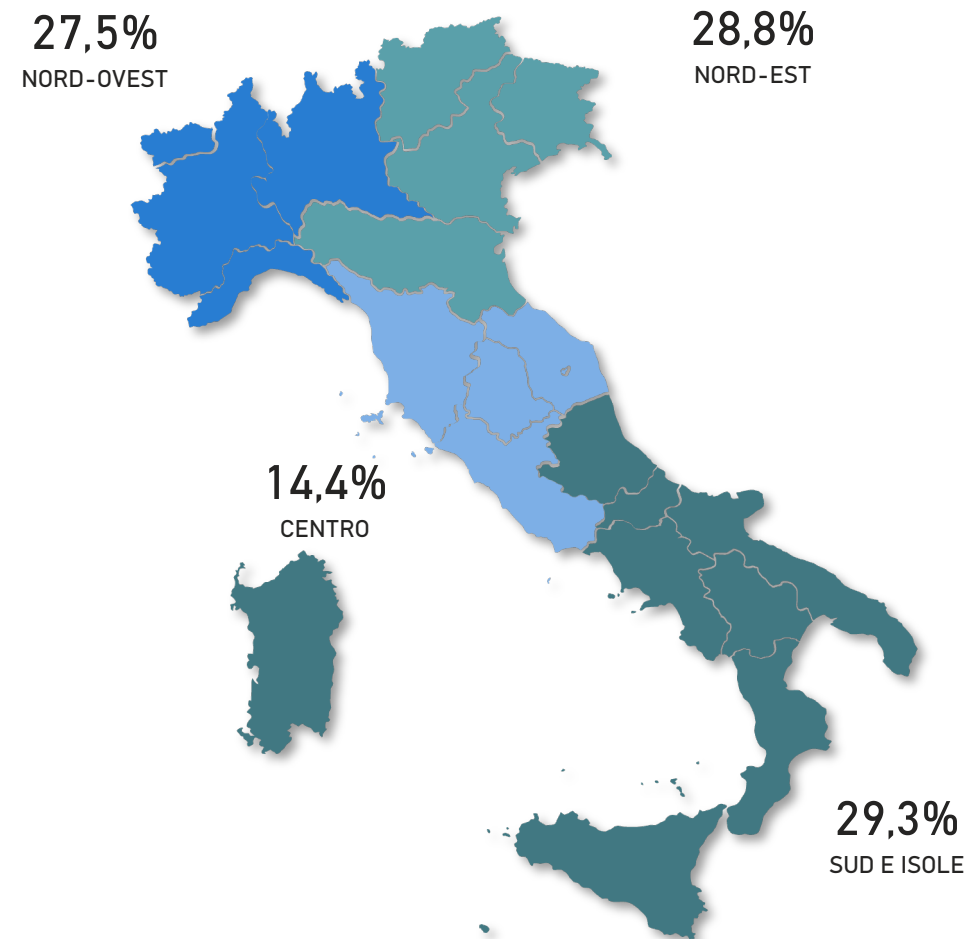 27,5%
NORD-OVEST
28,8%
NORD-EST
14,4%
CENTRO
29,3%
SUD E ISOLE